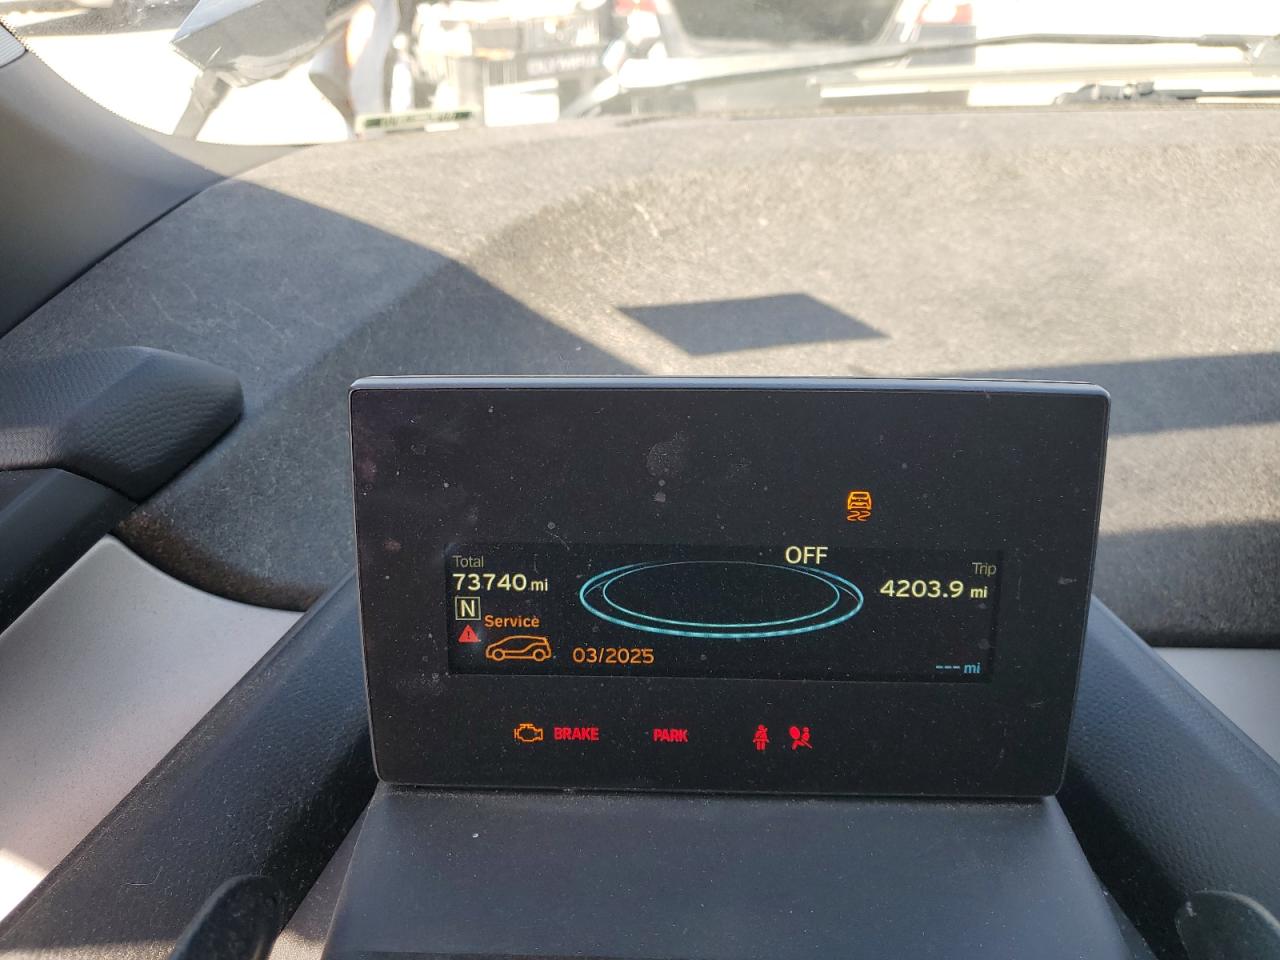 OFF
Total
73740 mi
Trip
4203.9 mi
N
Service
03/2025
--- mi
BRAKE
PARK